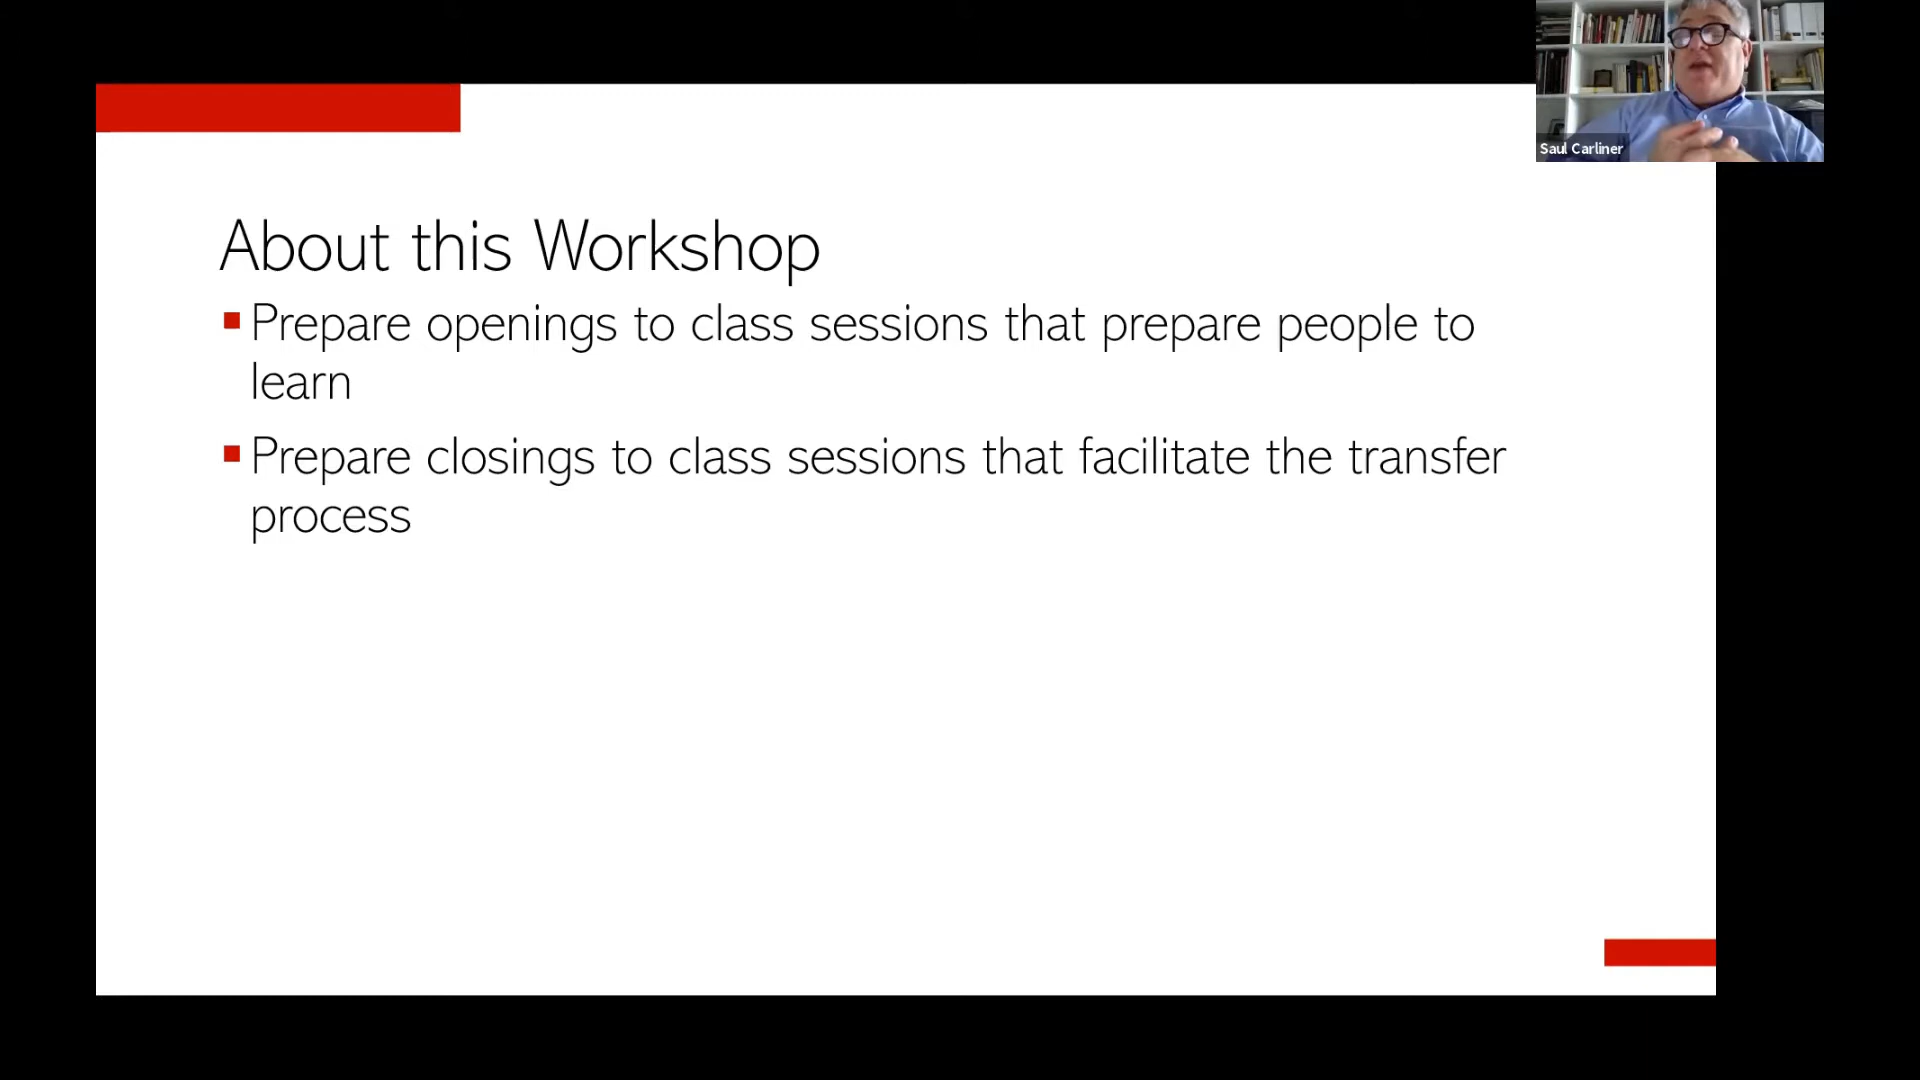 Saul Carliner
About this Workshop
Prepare openings to class sessions that prepare people to
learn
Prepare closings to class sessions that facilitate the transfer
process